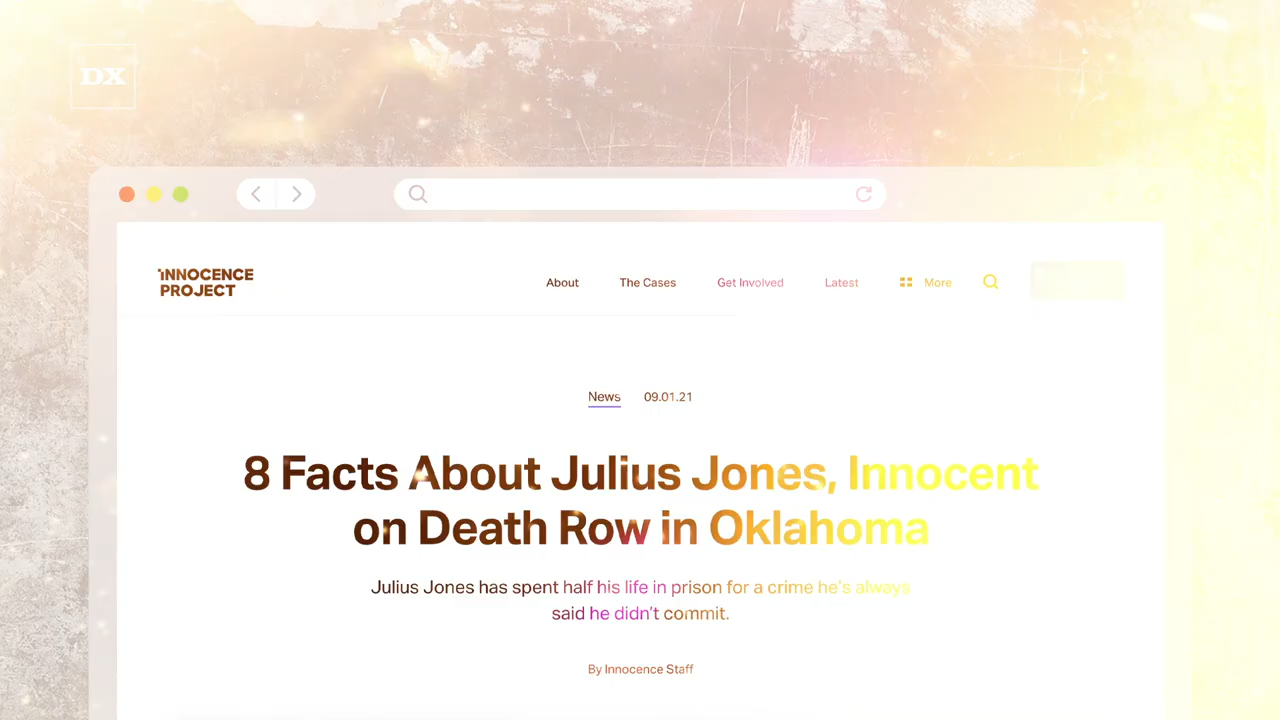 DX
INNOCENCE
PROJECT
About The Cases Get Involved Latest More
News 09.01.21
8 Facts About Julius Jones, Innocent
on Death Row in Oklahoma
Julius Jones has spent half his life in prison for a crime he's always
said he didn't commit.
By Innocence Staff